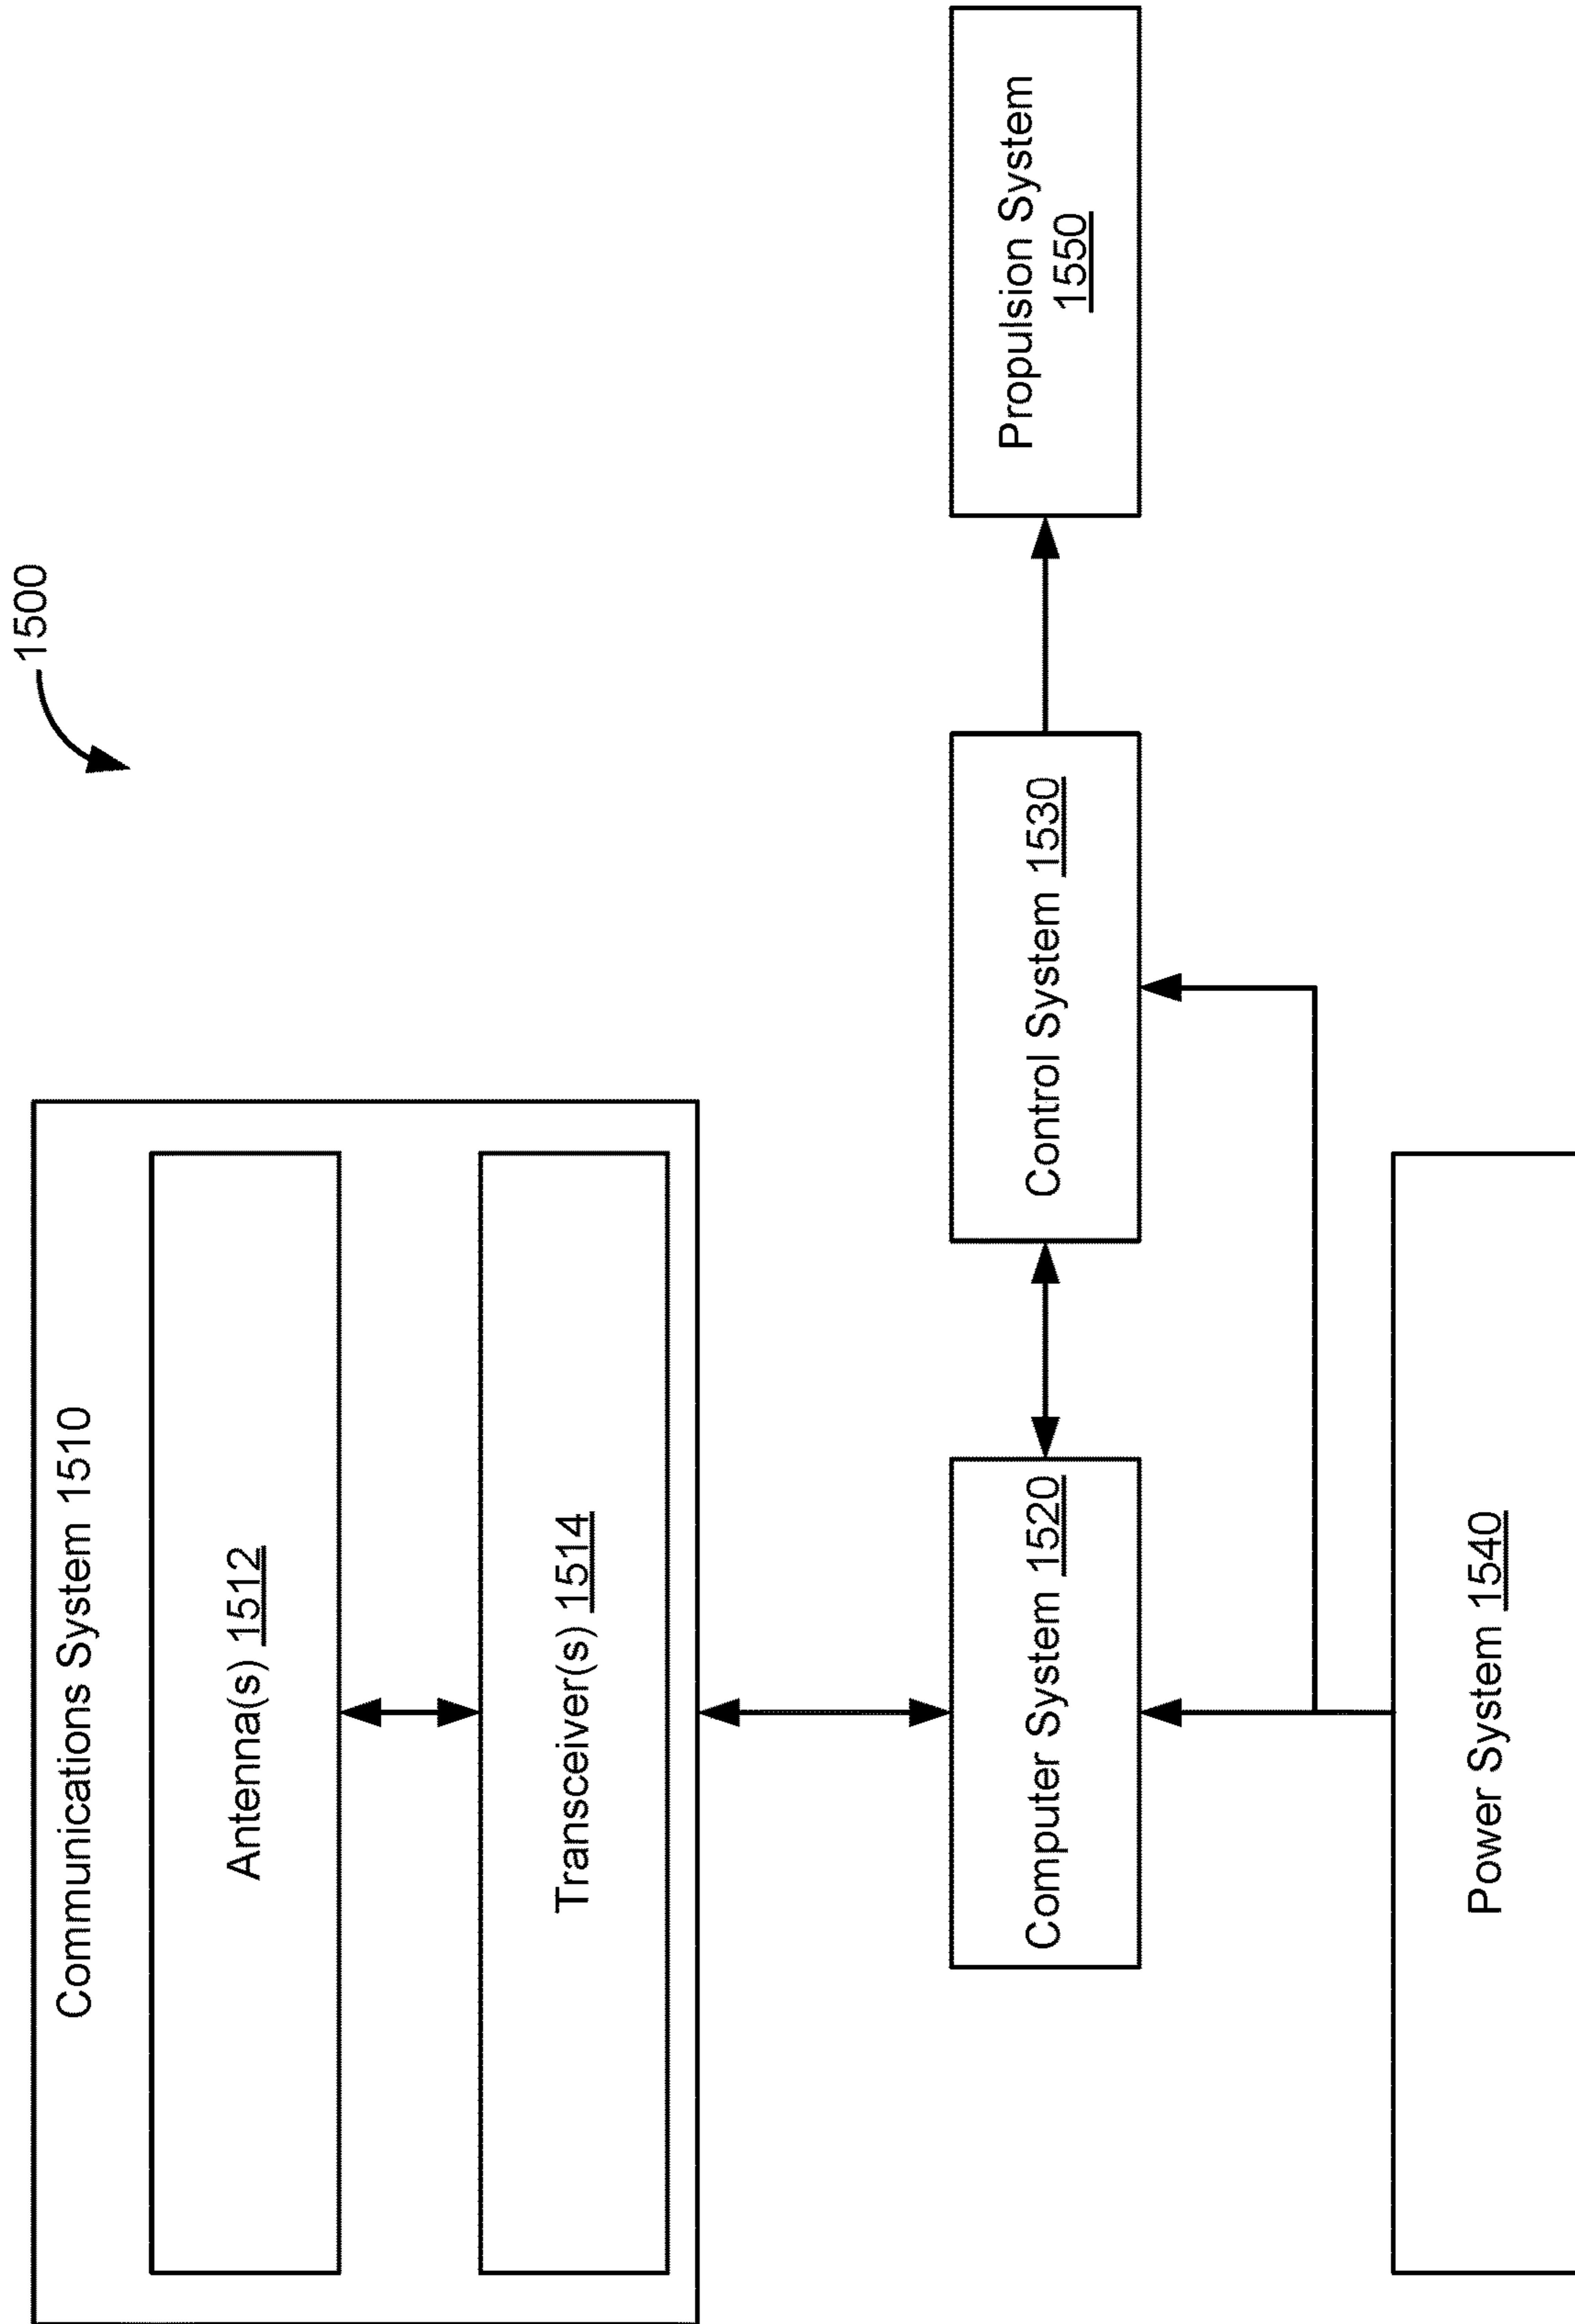 1500
Communications System 1510
Antenna(s) 1512
Transceiver(s) 1514
Computer System 1520
Control System 1530
Propulsion System
1550
Power System 1540